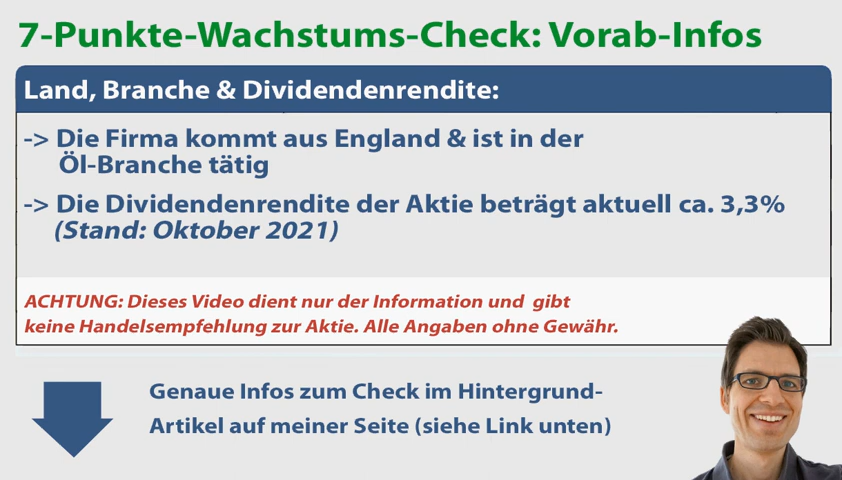 7-Punkte-Wachstums-Check: Vorab-Infos
Land, Branche & Dividendenrendite:
-> Die Firma kommt aus England & ist in der
Öl-Branche tätig
-> Die Dividendenrendite der Aktie beträgt aktuell ca. 3,3%
(Stand: Oktober 2021)
ACHTUNG: Dieses Video dient nur der Information und gibt
keine Handelsempfehlung zur Aktie. Alle Angaben ohne Gewähr.
Genaue Infos zum Check im Hintergrund-
Artikel auf meiner Seite (siehe Link unten)